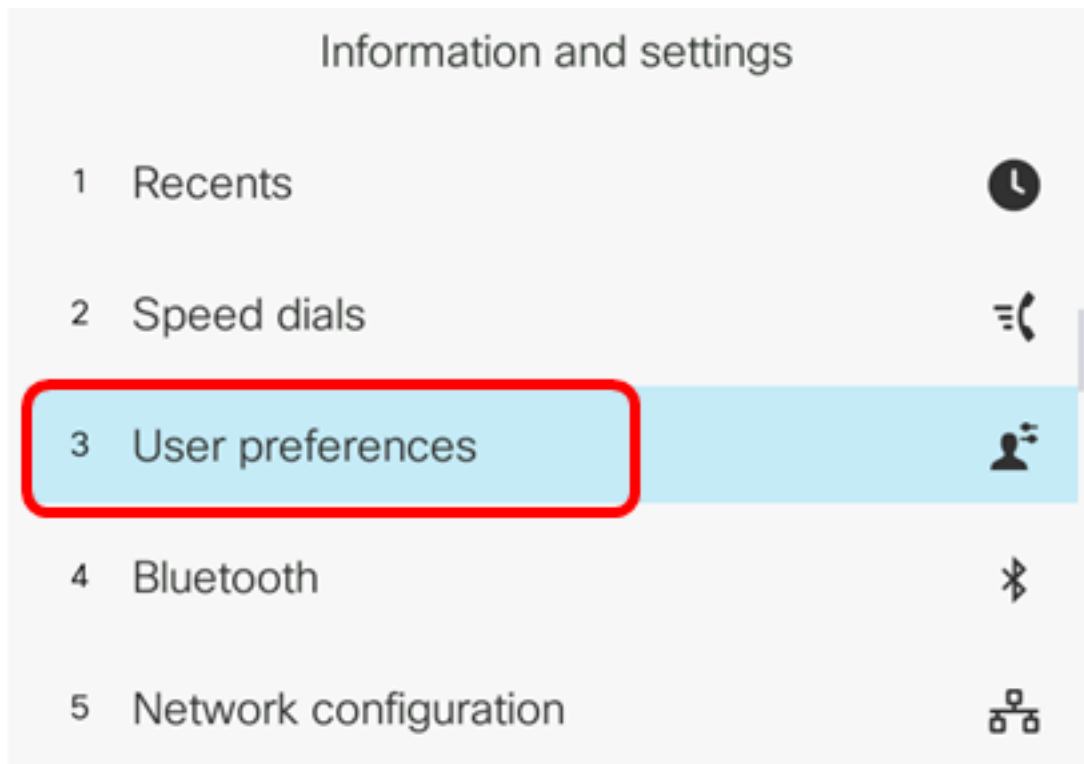 Information and settings
1 Recents
2 Speed dials
3 User preferences
4 Bluetooth
5 Network configuration